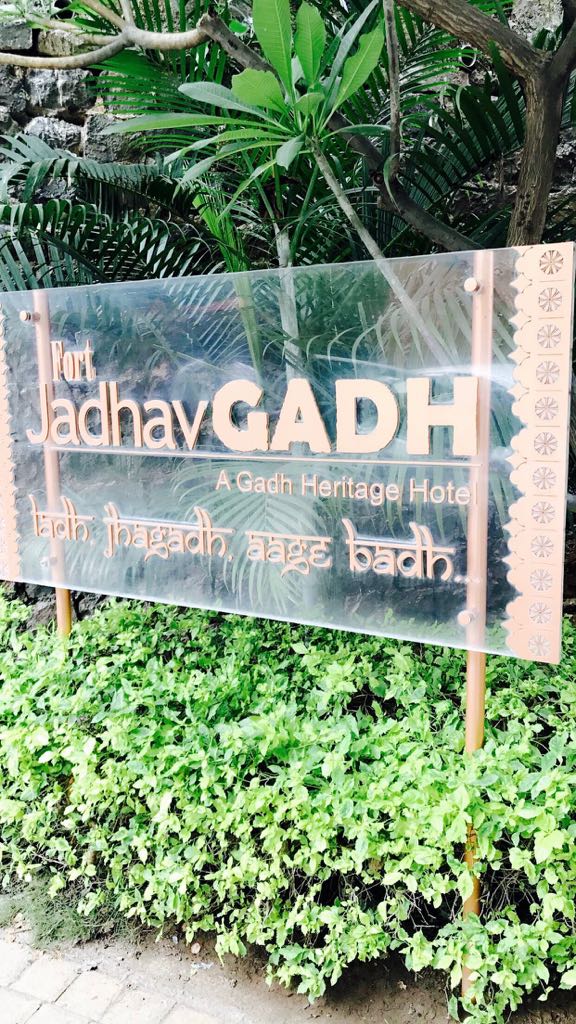 Fort
JadhavGADH
A Gadh Heritage Hotel
ladh, jhagadh, aage badh...